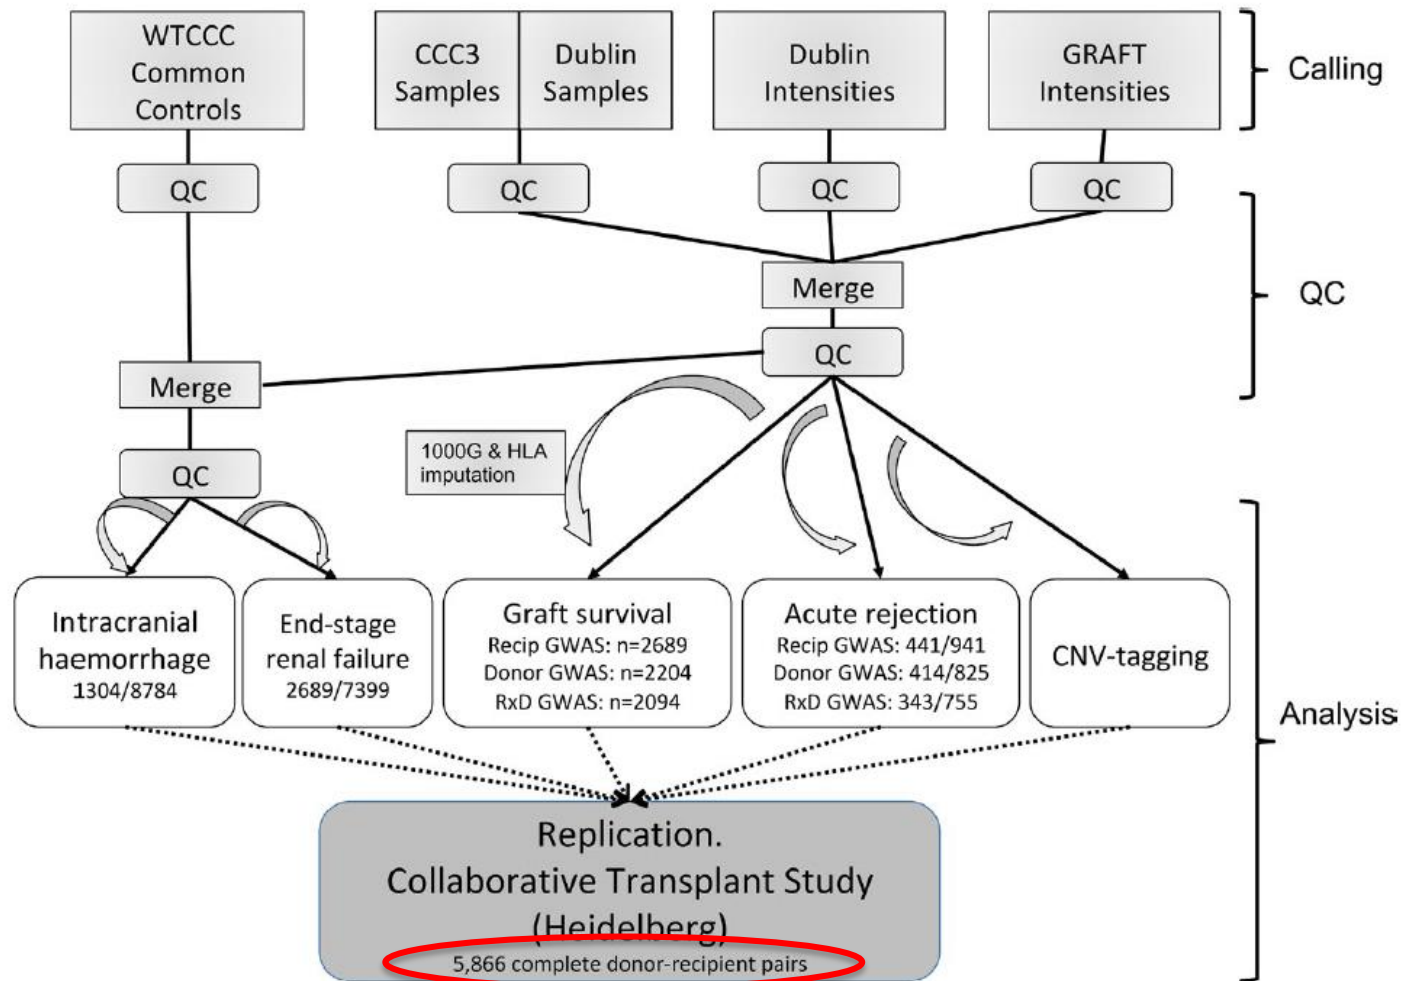 WTCCC
Common
Controls
CCC3
Samples
Dublin
Samples
Dublin
Intensities
GRAFT
Intensities
Calling
QC
QC
QC
QC
Merge
QC
QC
Merge
QC
1000G & HLA
imputation
Intracranial
haemorrhage
1304/8784
End-stage
renal failure
2689/7399
Graft survival
Recip GWAS: n=2689
Donor GWAS: n=2204
RxD GWAS: n=2094
Acute rejection
Recip GWAS: 441/941
Donor GWAS: 414/825
RxD GWAS: 343/755
CNV-tagging
Analysis
Replication.
Collaborative Transplant Study
(Heidelberg)
5,866 complete donor-recipient pairs